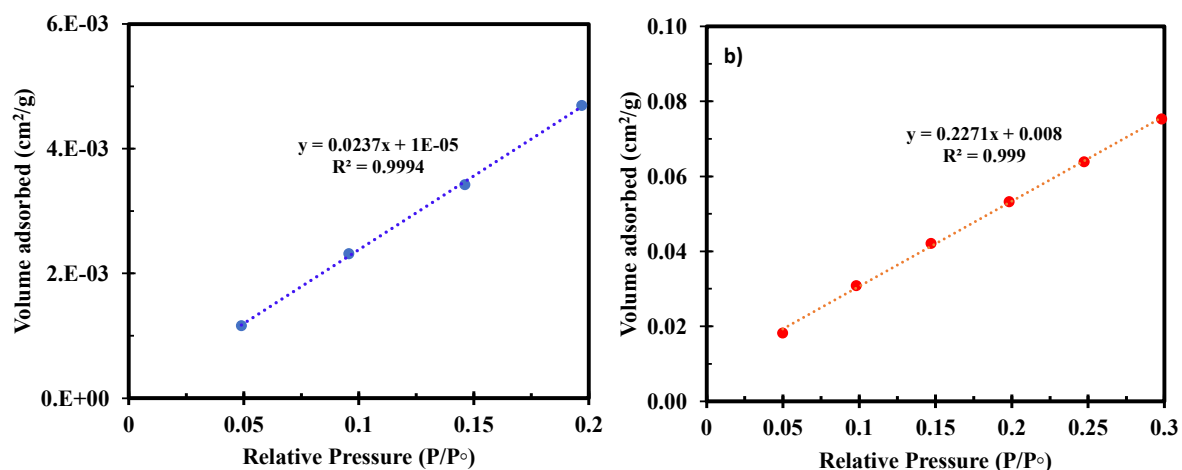 6.E-03
4.E-03
2.E-03
0.E+00
Volume adsorbed (cm²/g)
y = 0.0237x + 1E-05
R² = 0.9994
0 0.05 0.1 0.15 0.2
Relative Pressure (P/P◦)
b)
0.10
0.08
0.06
0.04
0.02
0.00
Volume adsorbed (cm²/g)
y = 0.2271x + 0.008
R² = 0.999
0 0.05 0.1 0.15 0.2 0.25 0.3
Relative Pressure (P/P◦)